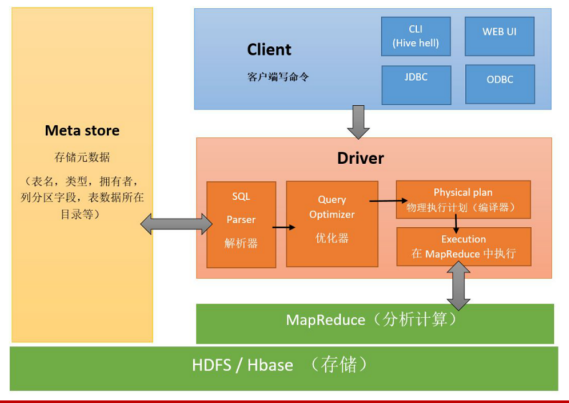 Client
客户端写命令
CLI
(Hive hell)
WEB UI
JDBC
ODBC
Meta store
存储元数据
（表名，类型，拥有者，
列分区字段，表数据所在
目录等）
Driver
SQL
Parser
解析器
Query
Optimizer
优化器
Physical plan
物理执行计划（编译器）
Execution
在 MapReduce 中执行
MapReduce（分析计算）
HDFS / Hbase （存储）